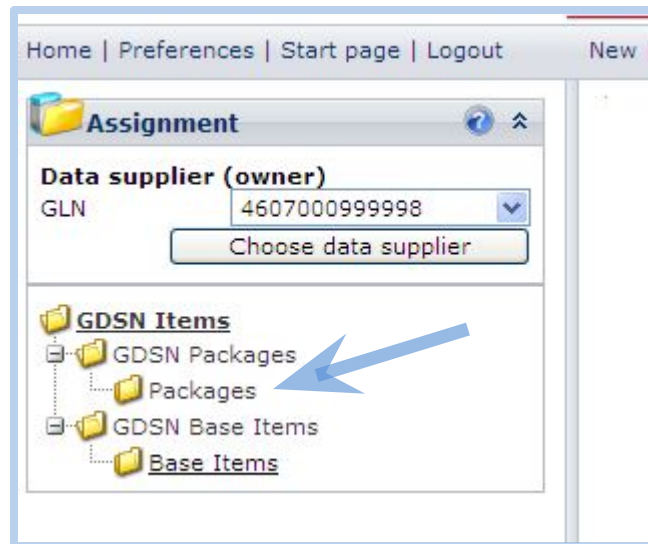 Home | Preferences | Start page | Logout New
Assignment
Data supplier (owner)
GLN 4607000999998
Choose data supplier
GDSN Items
GDSN Packages
Packages
GDSN Base Items
Base Items